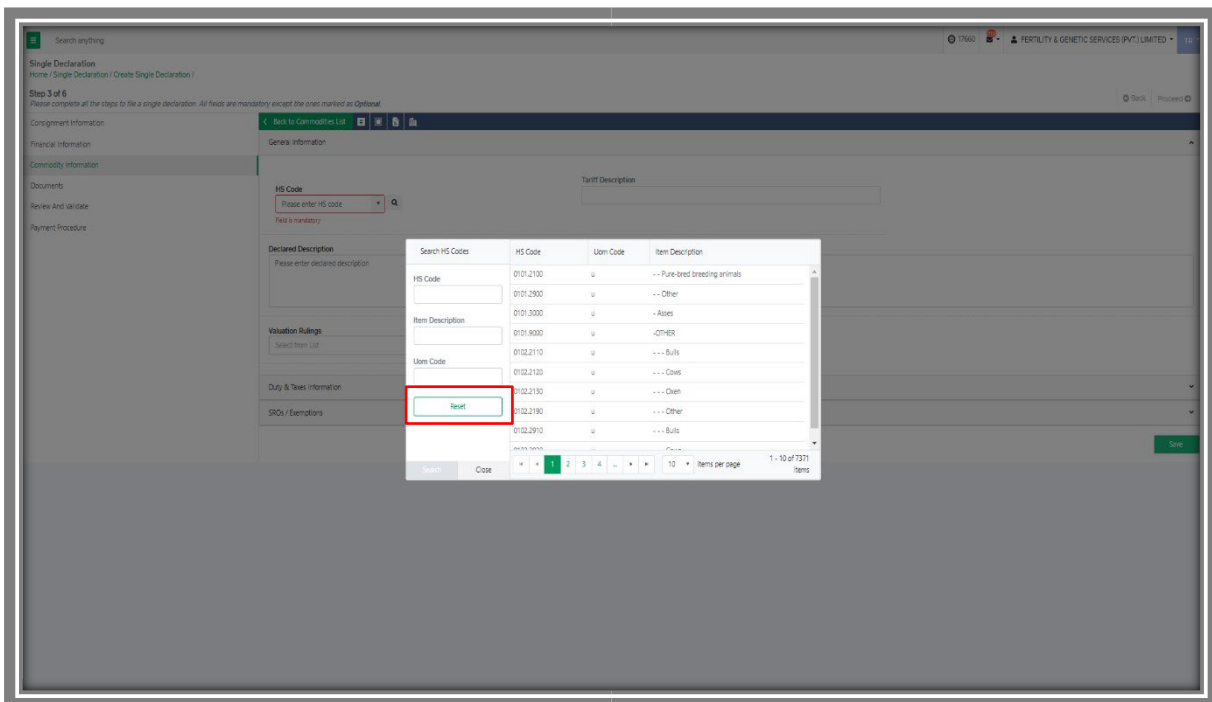 Search anything
17660
FERTILITY & GENETIC SERVICES (PVT.) LIMITED
TR
Single Declaration
Home / Single Declaration / Create Single Declaration /
Step 3 of 6
Please complete all the steps to file a single declaration. All fields are mandatory except the ones marked as Optional.
Back Proceed
Consignment Information
Financial Information
Commodity Information
Documents
Review And Validate
Payment Procedure
Back to Commodities List
General Information
HS Code
Please enter HS code
Field is mandatory
Tariff Description
Declared Description
Please enter declared description
Valuation Rulings
Select from List
Duty & Taxes Information
SROs / Exemptions
Save
Search HS Codes
HS Code
Item Description
Uom Code
Reset
Search Close
HS Code Uom Code Item Description
0101.2100 u - - Pure-bred breeding animals
0101.2900 u - - Other
0101.3000 u - Asses
0101.9000 u -OTHER
0102.2110 u - - - Bulls
0102.2120 u - - - Cows
0102.2130 u - - - Oxen
0102.2190 u - - - Other
0102.2910 u - - - Bulls
1 2 3 4 ... 10 items per page 1 - 10 of 7371 items